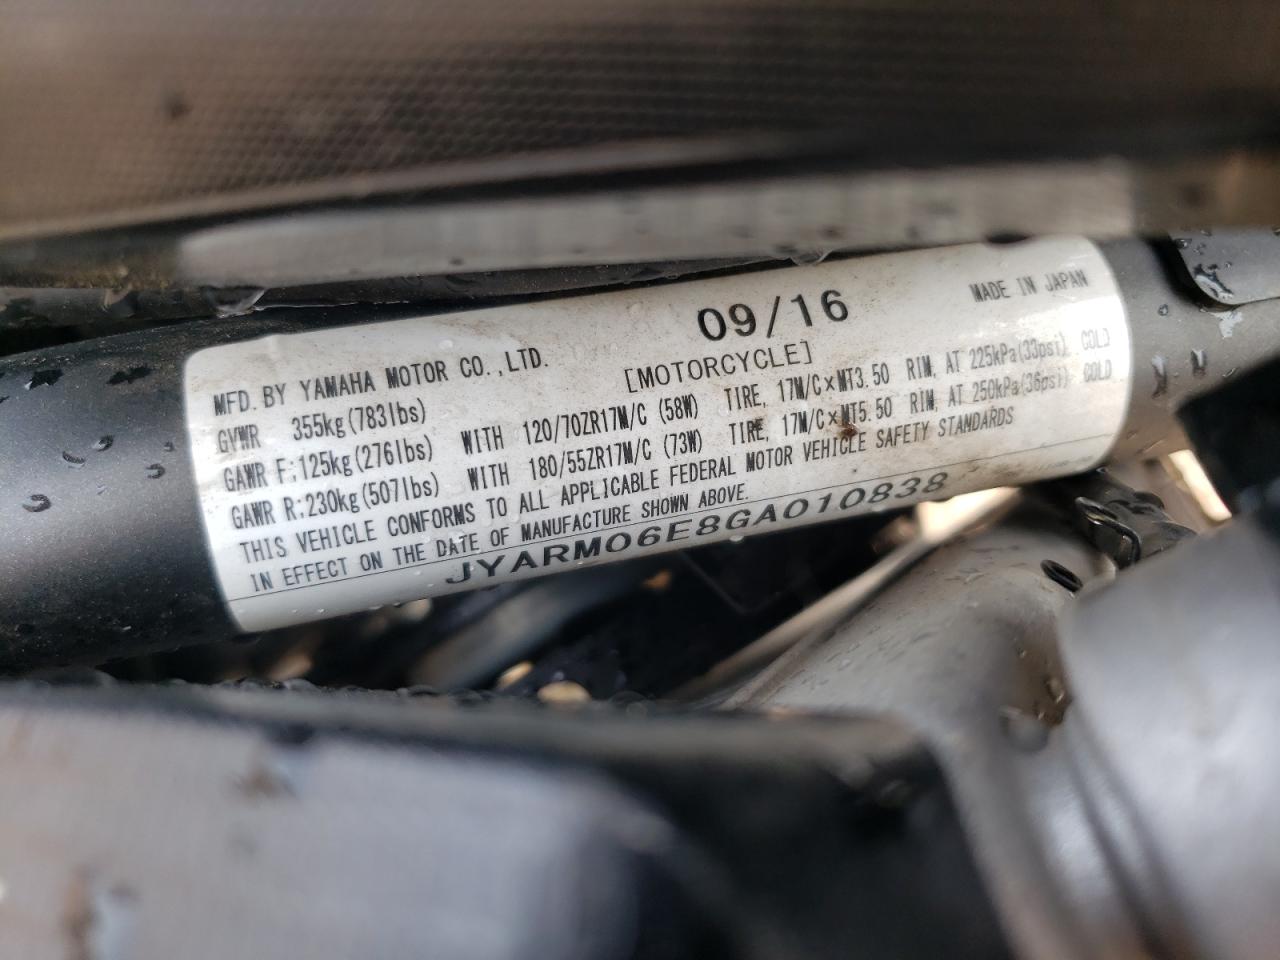 09/16
MADE IN JAPAN
MFD. BY YAMAHA MOTOR CO.,LTD.
[MOTORCYCLE]
GVWR 355kg(783lbs)
GAWR F:125kg(276lbs) WITH 120/70ZR17M/C (58W) TIRE, 17M/C×MT3.50 RIM, AT 225kPa(33psi) COLD
GAWR R:230kg(507lbs) WITH 180/55ZR17M/C (73W) TIRE, 17M/C×MT5.50 RIM, AT 250kPa(36psi) COLD
THIS VEHICLE CONFORMS TO ALL APPLICABLE FEDERAL MOTOR VEHICLE SAFETY STANDARDS
IN EFFECT ON THE DATE OF MANUFACTURE SHOWN ABOVE.
JYARM06E8GA010838